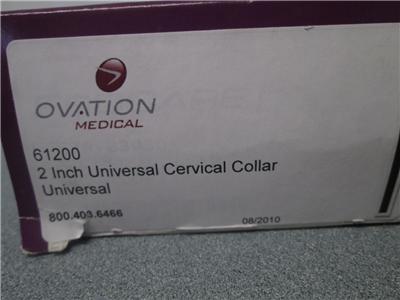 OVATION
MEDICAL
61200
2 Inch Universal Cervical Collar
Universal
800.403.6466
08/2010